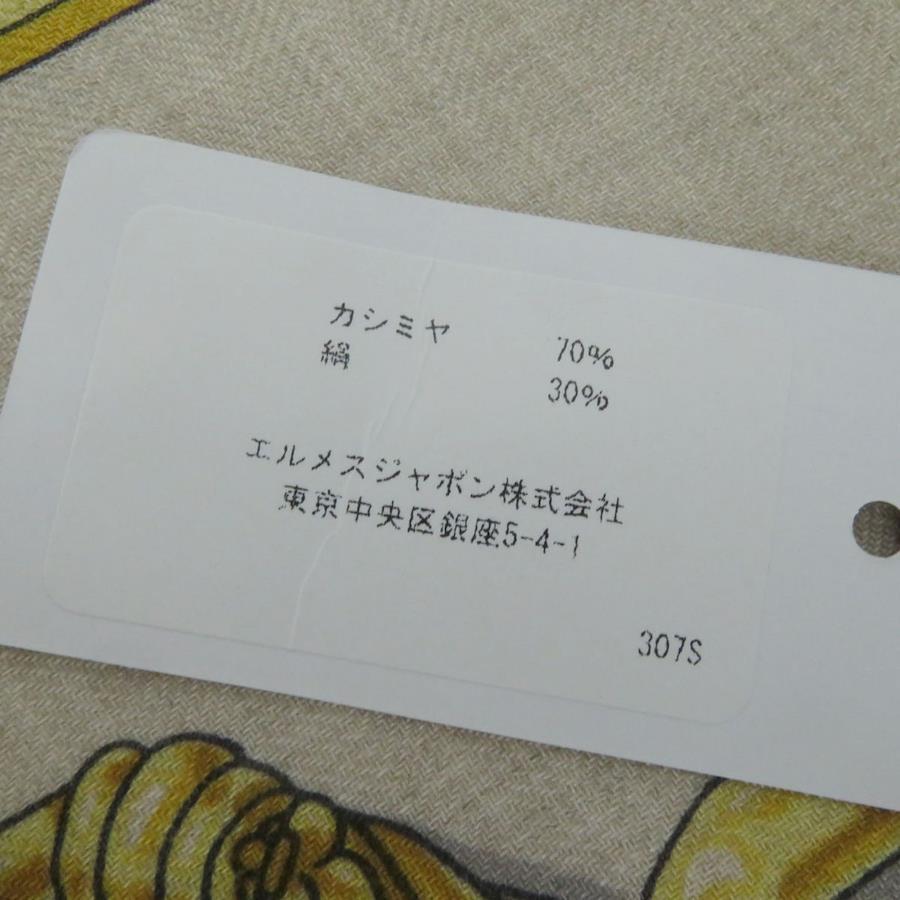 カシミヤ 70%
絹 30%
エルメスジャポン株式会社
東京中央区銀座5-4-1
307S